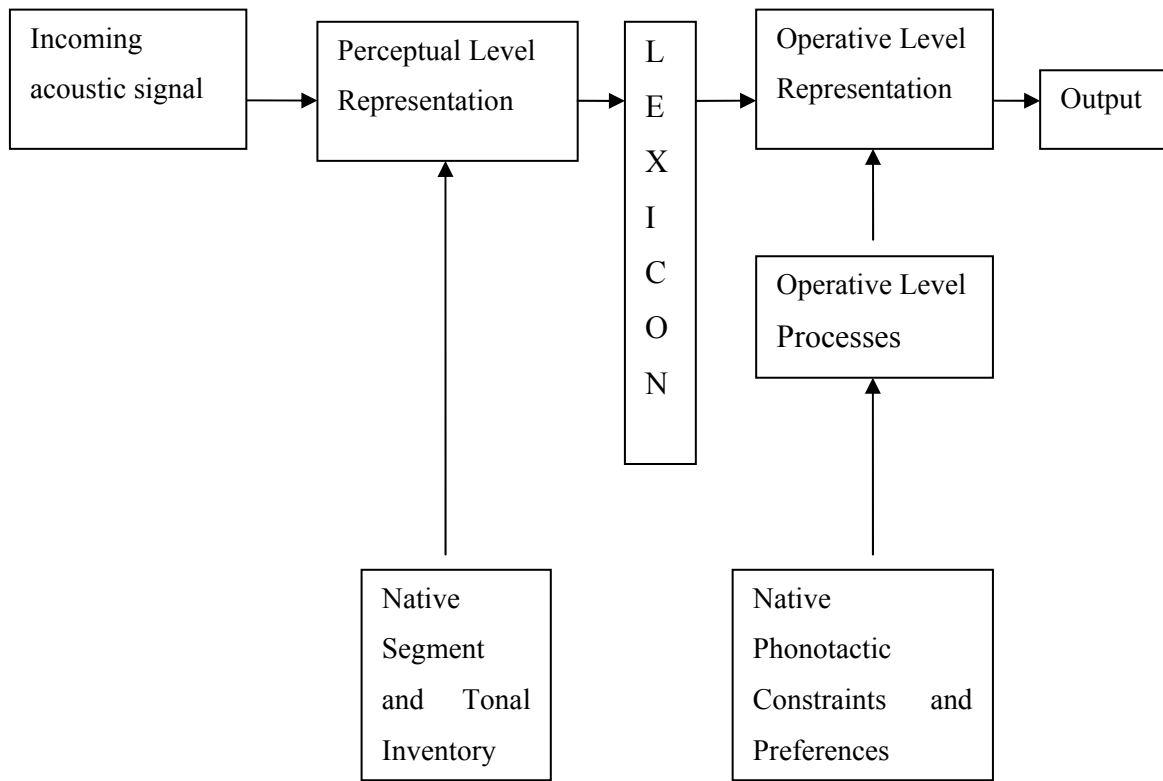 Incoming
acoustic signal
Perceptual Level
Representation
L
E
X
I
C
O
N
Operative Level
Representation
Output
Operative Level
Processes
Native
Segment
and Tonal
Inventory
Native
Phonotactic
Constraints and
Preferences